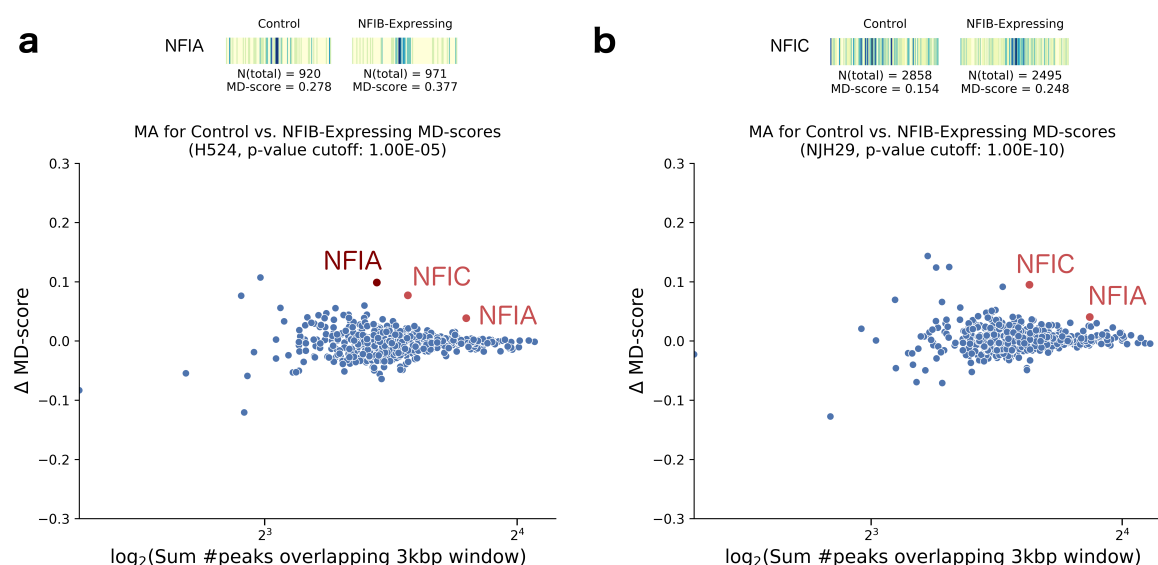 a
NFIA
Control
NFIB-Expressing
N(total) = 920
MD-score = 0.278
N(total) = 971
MD-score = 0.377
MA for Control vs. NFIB-Expressing MD-scores
(H524, p-value cutoff: 1.00E-05)
0.3
0.2
0.1
0.0
−0.1
−0.2
−0.3
Δ MD-score
NFIA
NFIC
NFIA
2³
2⁴
log₂(Sum #peaks overlapping 3kbp window)
b
NFIC
Control
NFIB-Expressing
N(total) = 2858
MD-score = 0.154
N(total) = 2495
MD-score = 0.248
MA for Control vs. NFIB-Expressing MD-scores
(NJH29, p-value cutoff: 1.00E-10)
0.3
0.2
0.1
0.0
−0.1
−0.2
−0.3
Δ MD-score
NFIC
NFIA
2³
2⁴
log₂(Sum #peaks overlapping 3kbp window)